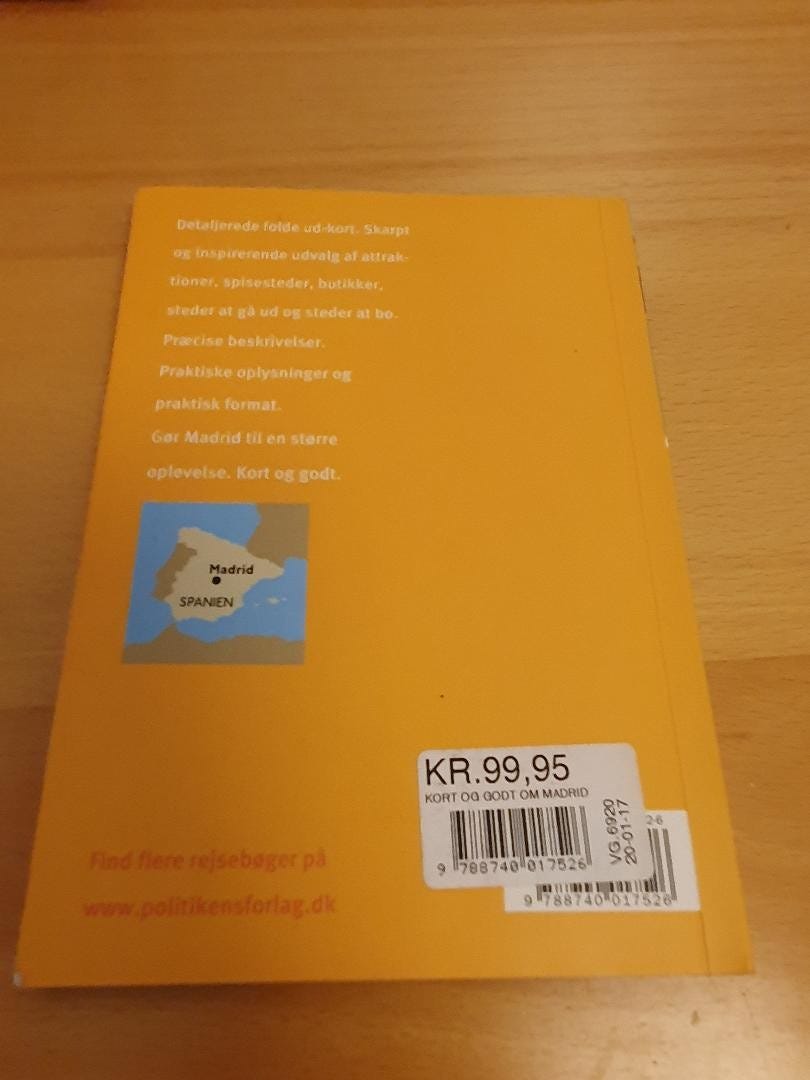 Detaljerede folde ud-kort. Skarpt
og inspirerende udvalg af attrak-
tioner, spisesteder, butikker,
steder at gå ud og steder at bo.
Præcise beskrivelser.
Praktiske oplysninger og
praktisk format.
Gør Madrid til en større
oplevelse. Kort og godt.
Madrid
SPANIEN
KR.99,95
KORT OG GODT OM MADRID
9 788740 017526
VG.6920
20-01-17
2-6
9 788740 017526
Find flere rejsebøger på
www.politikensforlag.dk